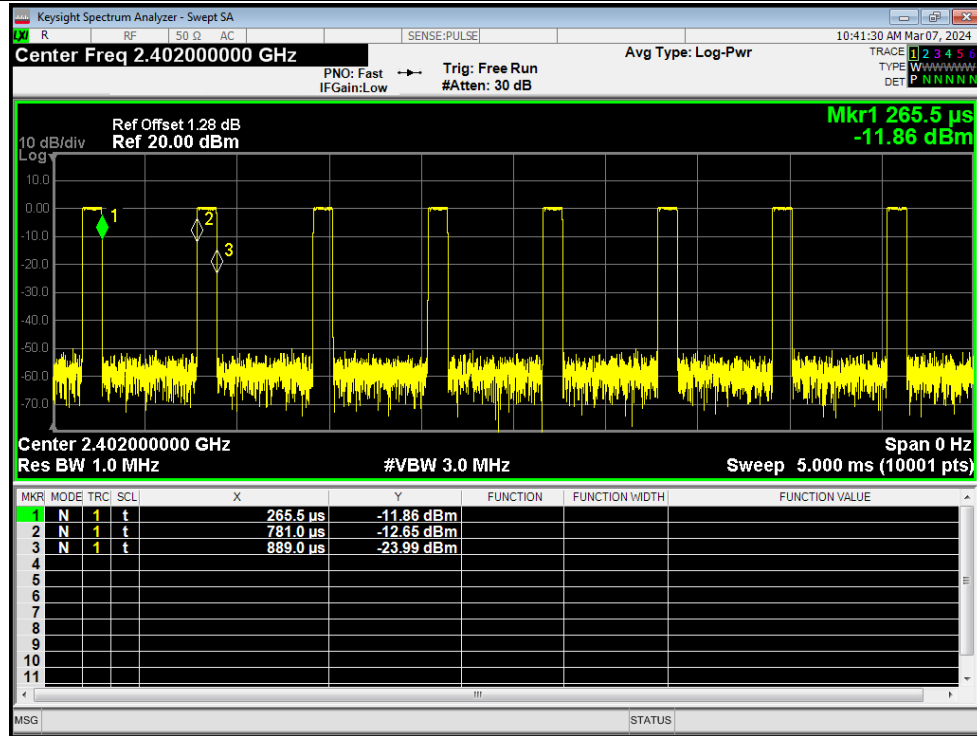 Keysight Spectrum Analyzer - Swept SA
LXI R RF 50 Ω AC SENSE:PULSE 10:41:30 AM Mar 07, 2024
Center Freq 2.402000000 GHz
Avg Type: Log-Pwr
TRACE 1 2 3 4 5 6
TYPE WWWWWW
DET P N N N N N
PNO: Fast Trig: Free Run
IFGain:Low #Atten: 30 dB
Mkr1 265.5 µs
-11.86 dBm
Ref Offset 1.28 dB
10 dB/div Ref 20.00 dBm
Log
10.0
0.00
-10.0
-20.0
-30.0
-40.0
-50.0
-60.0
-70.0
1
2
3
Center 2.402000000 GHz Span 0 Hz
Res BW 1.0 MHz #VBW 3.0 MHz Sweep 5.000 ms (10001 pts)
MKR MODE TRC SCL X Y FUNCTION FUNCTION WIDTH FUNCTION VALUE
1 N 1 t 265.5 µs -11.86 dBm
2 N 1 t 781.0 µs -12.65 dBm
3 N 1 t 889.0 µs -23.99 dBm
4
5
6
7
8
9
10
11
MSG STATUS